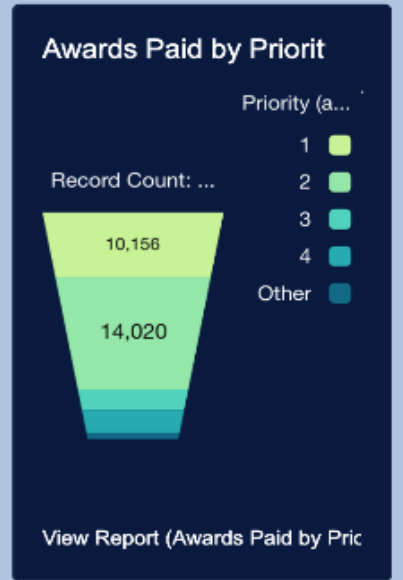 Awards Paid by Priorit
Priority (a...
1
2
3
4
Other
Record Count: ...
10,156
14,020
View Report (Awards Paid by Pric